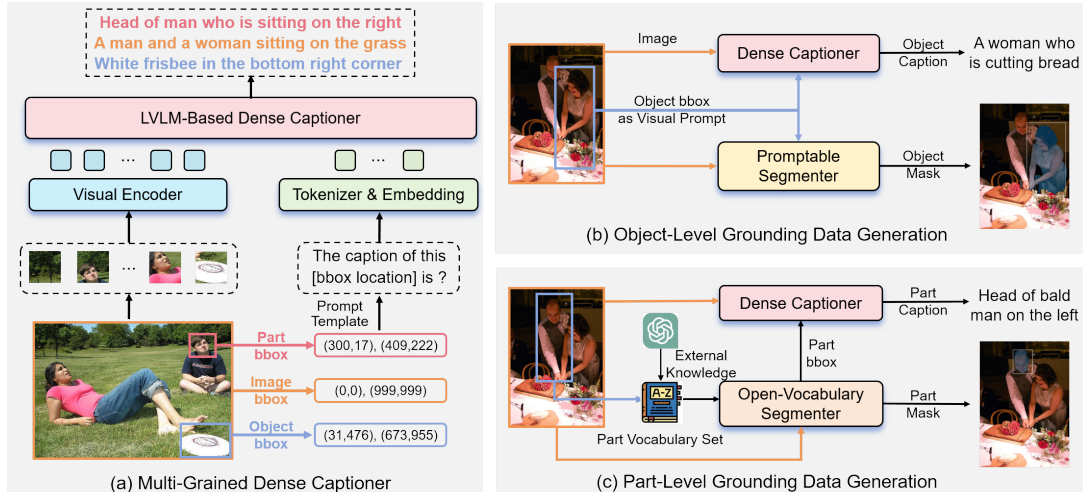 Head of man who is sitting on the right
A man and a woman sitting on the grass
White frisbee in the bottom right corner
LVLM-Based Dense Captioner
...
...
Visual Encoder
Tokenizer & Embedding
...
The caption of this
[bbox location] is ?
Prompt
Template
Part
bbox
(300,17), (409,222)
Image
bbox
(0,0), (999,999)
Object
bbox
(31,476), (673,955)
(a) Multi-Grained Dense Captioner
Image
Dense Captioner
Object
Caption
A woman who
is cutting bread
Object bbox
as Visual Prompt
Promptable
Segmenter
Object
Mask
(b) Object-Level Grounding Data Generation
Dense Captioner
Part
Caption
Head of bald
man on the left
External
Knowledge
Part
bbox
A-Z
Part Vocabulary Set
Open-Vocabulary
Segmenter
Part
Mask
(c) Part-Level Grounding Data Generation